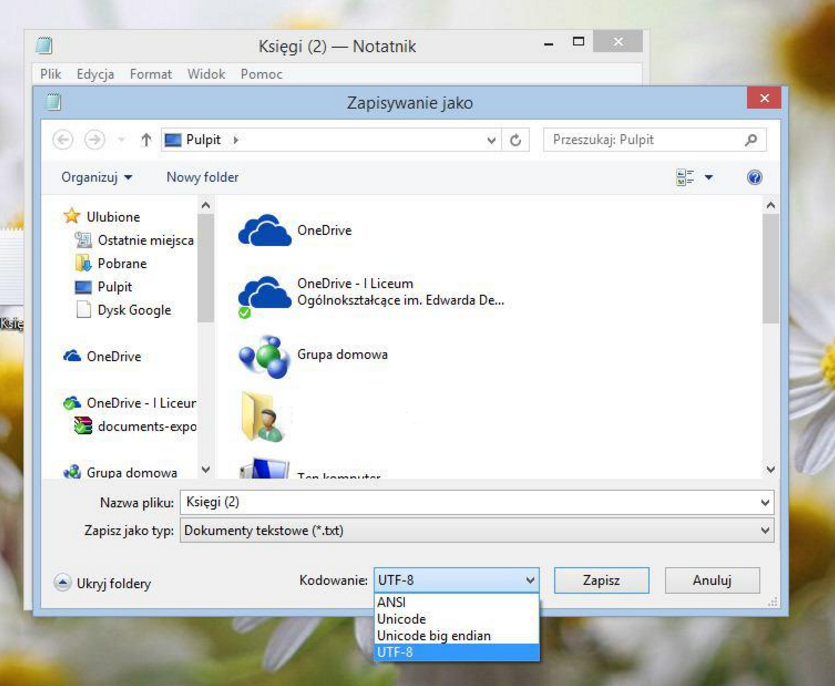 Księgi (2) — Notatnik
Plik Edycja Format Widok Pomoc
Zapisywanie jako
Pulpit
Przeszukaj: Pulpit
Organizuj
Nowy folder
Ulubione
Ostatnie miejsca
Pobrane
Pulpit
Dysk Google
OneDrive
OneDrive - I Liceur
documents-expo
Grupa domowa
OneDrive
OneDrive - I Liceum
Ogólnokształcące im. Edwarda De...
Grupa domowa
Ten komputer
Księ
Nazwa pliku: Księgi (2)
Zapisz jako typ: Dokumenty tekstowe (*.txt)
Ukryj foldery
Kodowanie: UTF-8
Zapisz
Anuluj
ANSI
Unicode
Unicode big endian
UTF-8